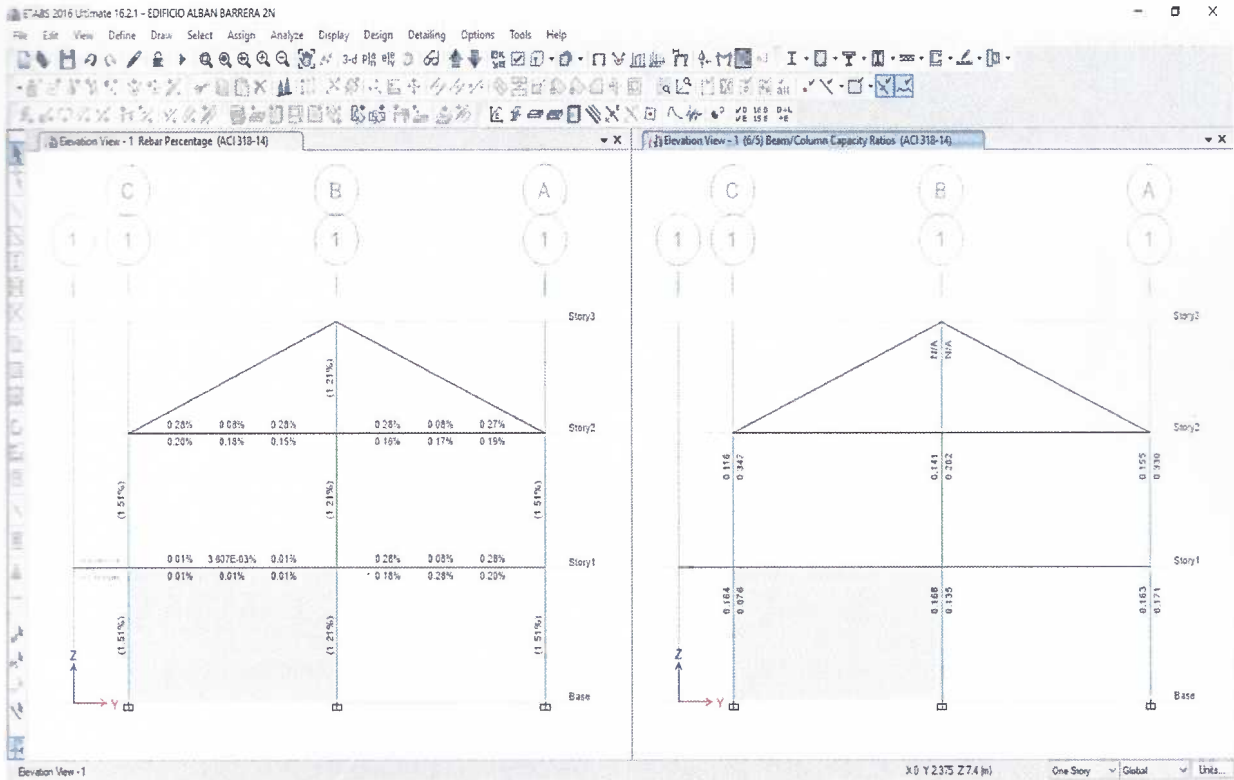 ETABS 2016 Ultimate 16.2.1 - EDIFICIO ALBAN BARRERA 2N
File Edit View Define Draw Select Assign Analyze Display Design Detailing Options Tools Help
Elevation View - 1 Rebar Percentage (ACI 318-14)
C B A
1 1 1 1
Story3
(1.21%)
0.28% 0.08% 0.28% 0.28% 0.08% 0.27%
Story2
0.20% 0.18% 0.15% 0.16% 0.17% 0.19%
(1.51%) (1.21%) (1.51%)
0.01% 3.607E-03% 0.01% 0.28% 0.08% 0.28%
Story1
0.01% 0.01% 0.01% 0.18% 0.28% 0.20%
(1.51%) (1.21%) (1.51%)
Z
Y
Base
Elevation View - 1 (6/5) Beam/Column Capacity Ratios (ACI 318-14)
C B A
1 1 1 1
Story3
N/A N/A
Story2
0.116 0.347 0.141 0.282 0.155 0.330
Story1
0.164 0.076 0.168 0.135 0.163 0.171
Z
Y
Base
Elevation View - 1
X 0 Y 2.375 Z 7.4 (m)
One Story Global Units...